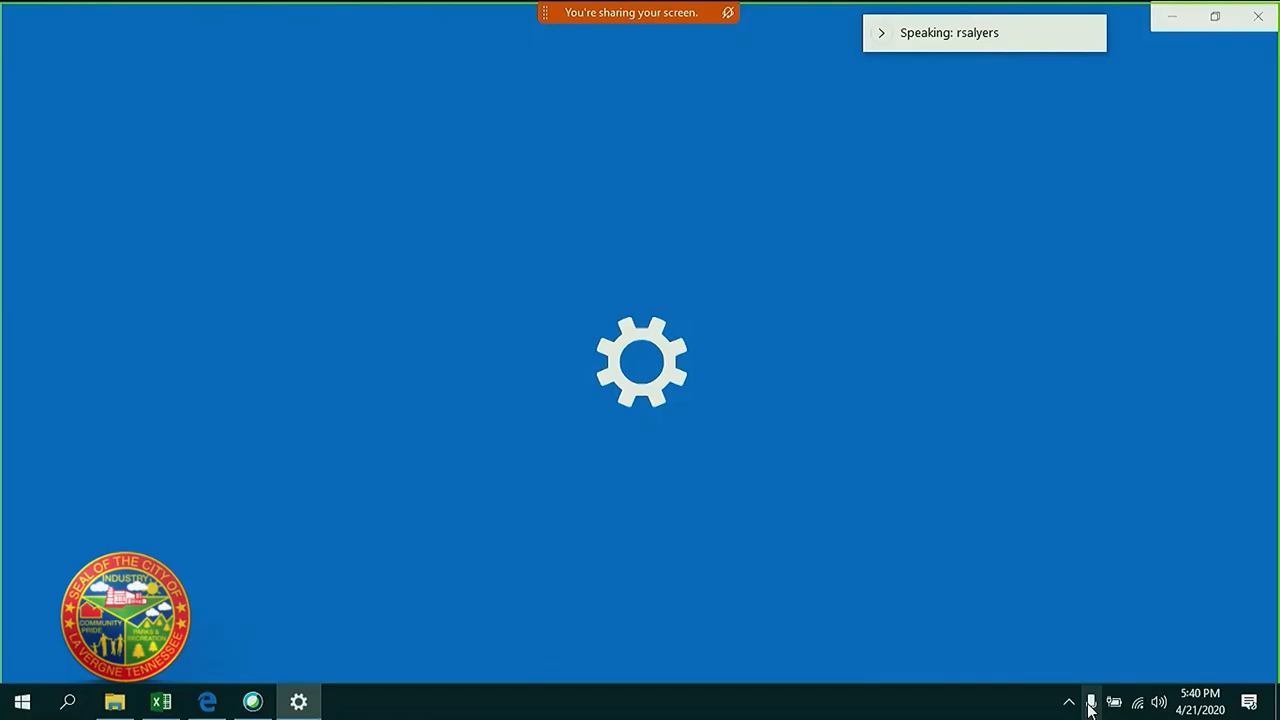 You're sharing your screen.
Speaking: rsalyers
SEAL OF THE CITY OF
INDUSTRY
COMMUNITY
PRIDE
PARKS &
RECREATION
LA VERGNE TENNESSEE
5:40 PM
4/21/2020